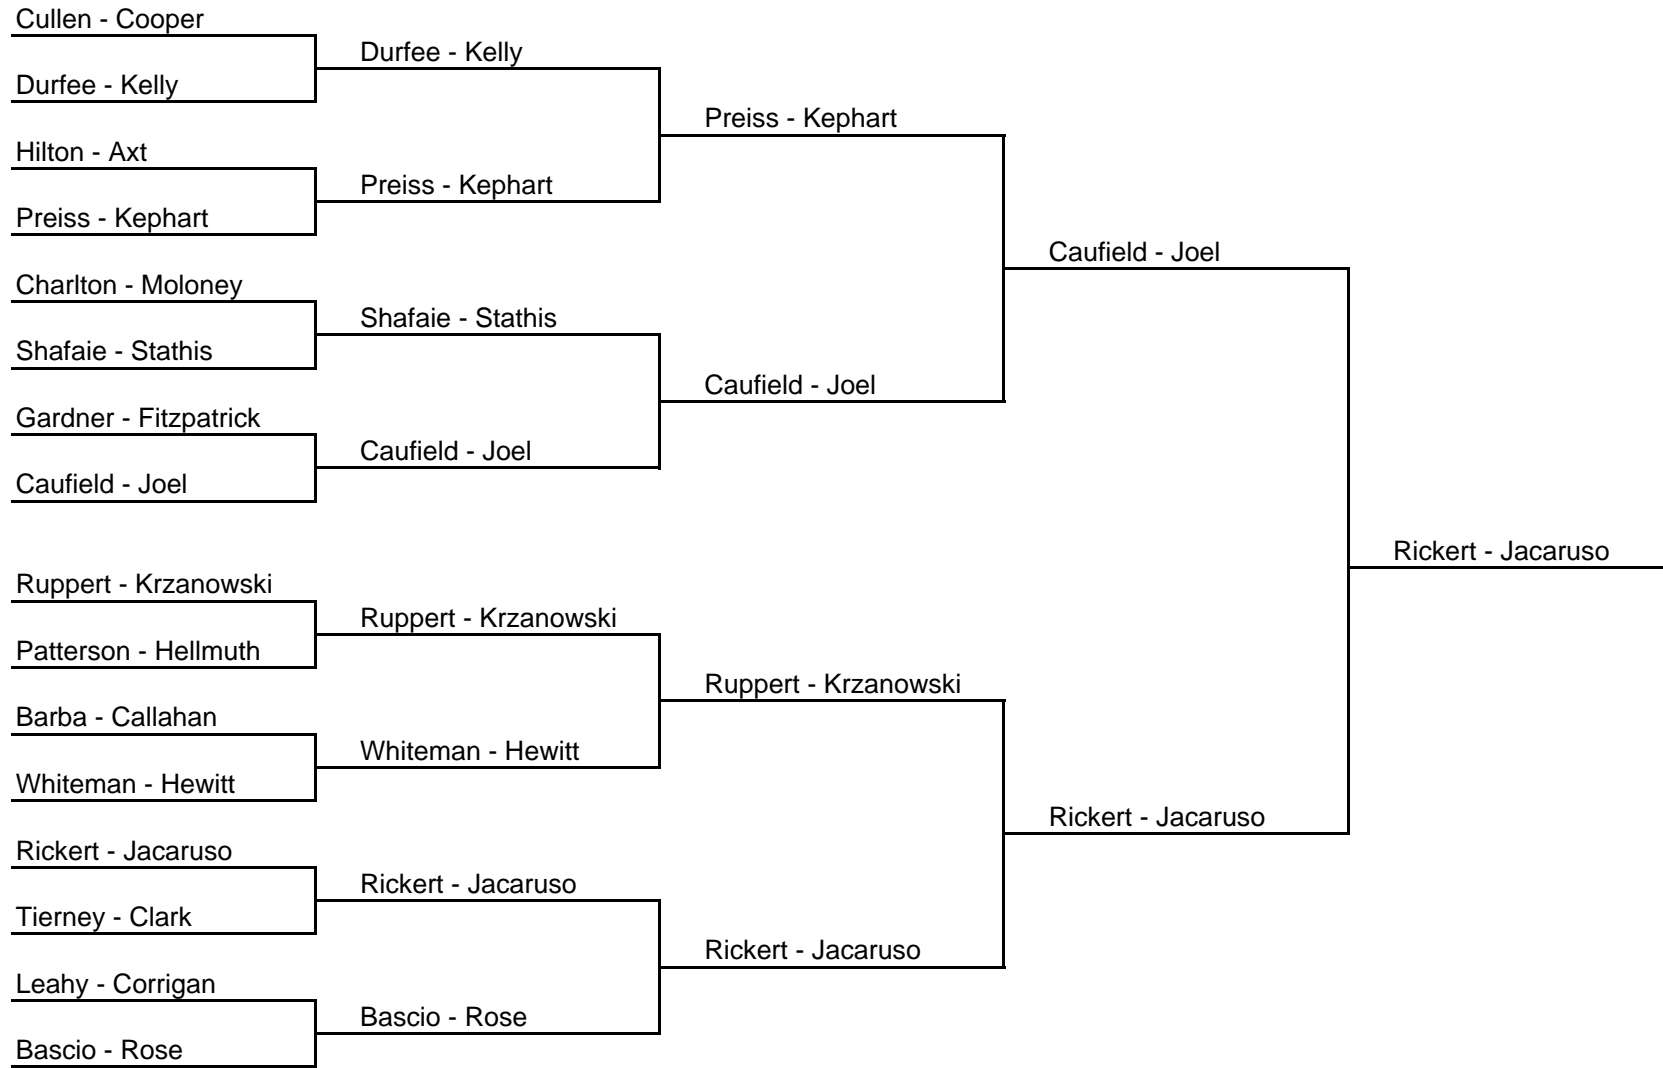 Cullen - Cooper
Durfee - Kelly
Hilton - Axt
Preiss - Kephart
Charlton - Moloney
Shafaie - Stathis
Gardner - Fitzpatrick
Caufield - Joel
Ruppert - Krzanowski
Patterson - Hellmuth
Barba - Callahan
Whiteman - Hewitt
Rickert - Jacaruso
Tierney - Clark
Leahy - Corrigan
Bascio - Rose
Durfee - Kelly
Preiss - Kephart
Shafaie - Stathis
Caufield - Joel
Ruppert - Krzanowski
Whiteman - Hewitt
Rickert - Jacaruso
Bascio - Rose
Preiss - Kephart
Caufield - Joel
Ruppert - Krzanowski
Rickert - Jacaruso
Caufield - Joel
Rickert - Jacaruso
Rickert - Jacaruso